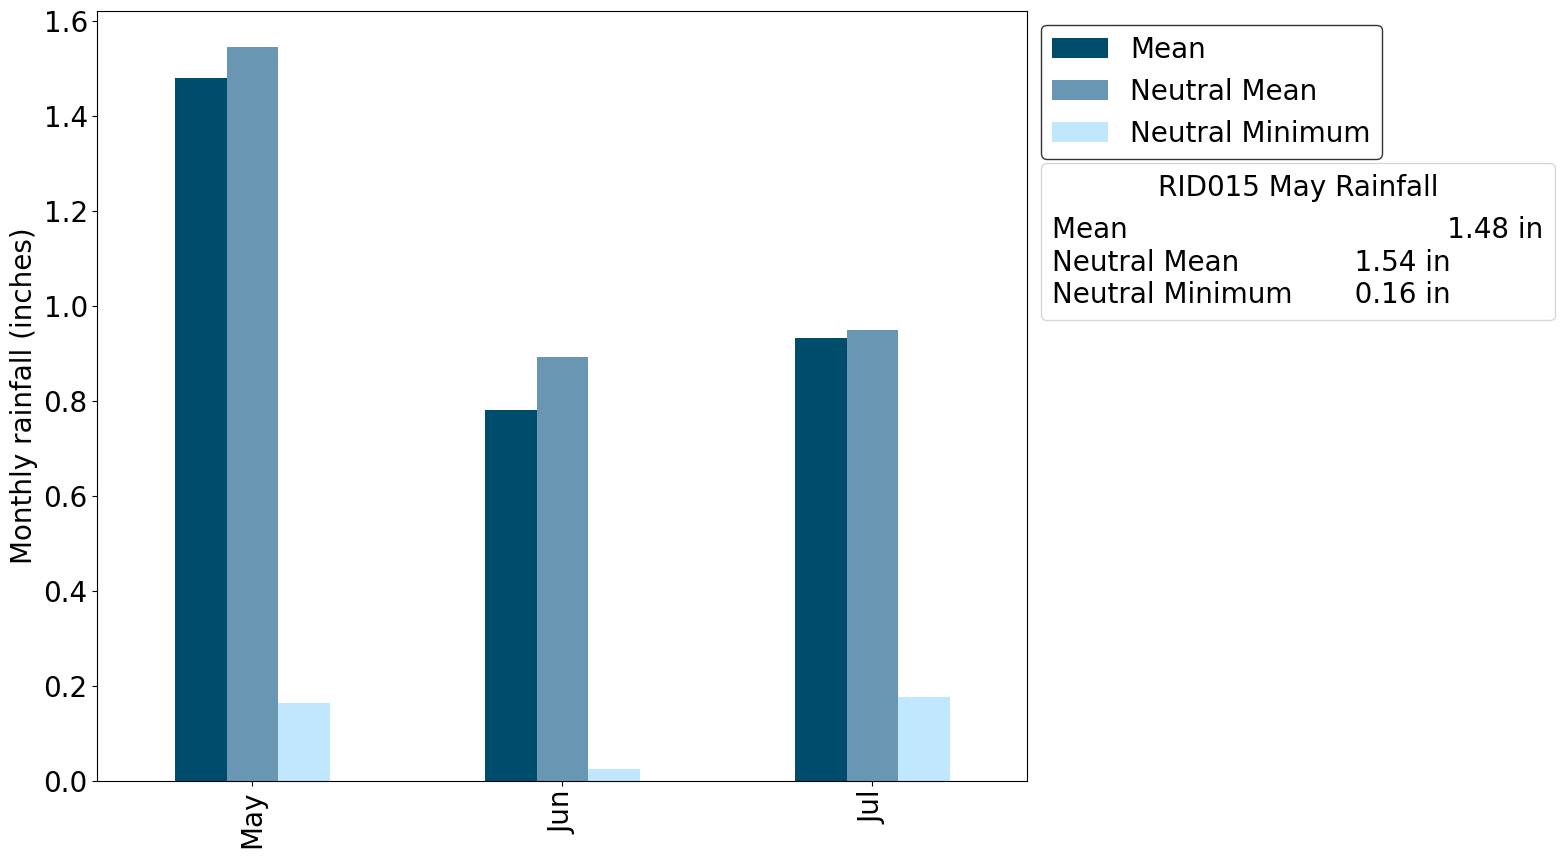 1.6
1.4
1.2
1.0
0.8
0.6
0.4
0.2
0.0
Monthly rainfall (inches)
May
Jun
Jul
Mean
Neutral Mean
Neutral Minimum
RID015 May Rainfall
Mean 1.48 in
Neutral Mean 1.54 in
Neutral Minimum 0.16 in